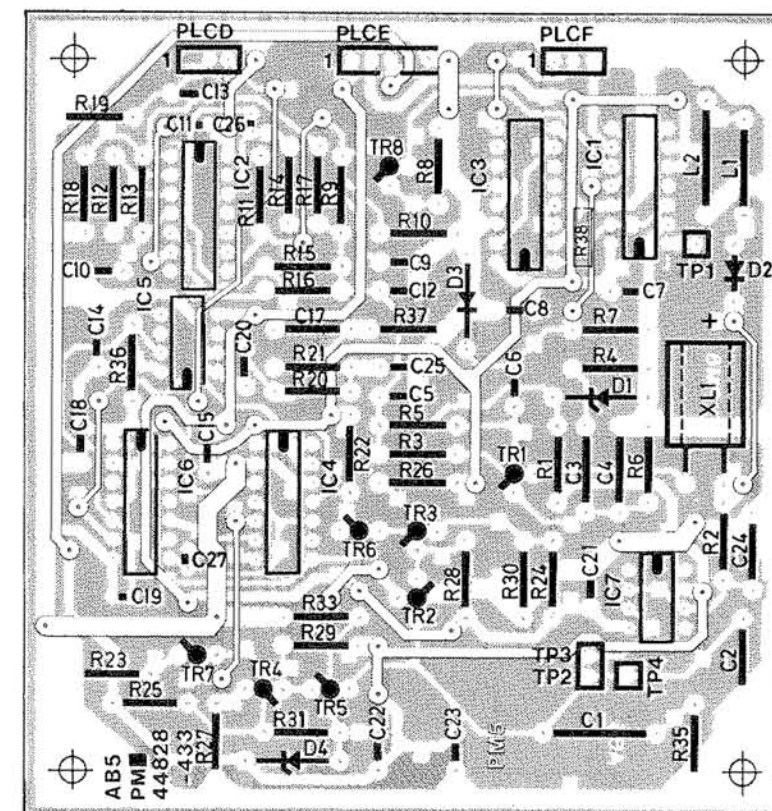 PLCD PLCE PLCF
1 1 1
C13
R19
C11 C26
TR8
R18 R12 R13 IC2 R11 R14 R17 R9 R8 IC3 IC1 L2 L1
R10 R38
C10 IC5 R15 C9 TP1 D2
R16 C12 D3 C7
C14 R36 C17 R37 C8 R7 +
C20 R21 C25 C6 R4
R20 C5 D1 XL1
C18 C15 R5
IC6 IC4 R22 R3 TR1 R1 C3 C4 R6
R26
TR6 TR3 R2 C24
C27 R28 R30 R24 C21 IC7
C19 TR2
R33
R29 TP3
R23 TR7 TR4 TP2 TP4 C2
R25 TR5
R27 R31 C22 C23 PM5 C1 R35
D4
AB5
PMB
44828
-433